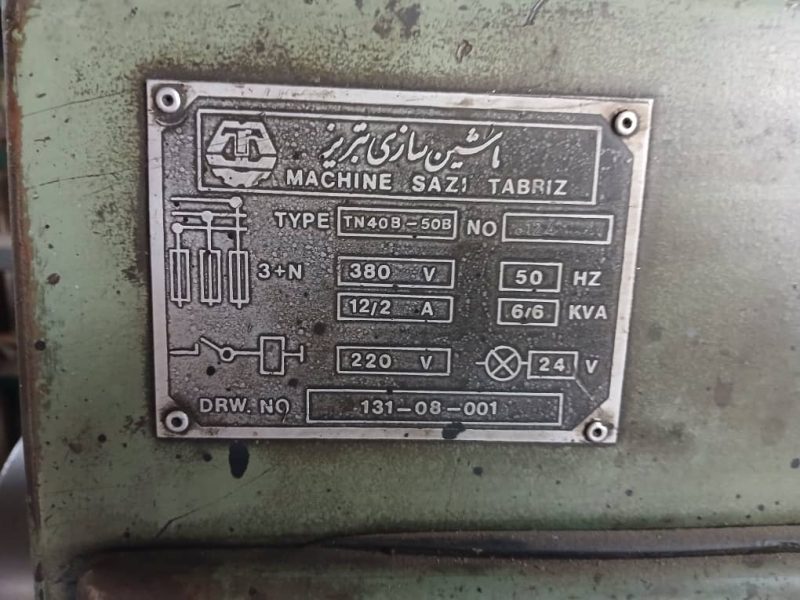 ماشین سازی تبریز
MACHINE SAZI TABRIZ
TYPE TN40B-50B NO
3+N 380 V 50 HZ
12/2 A 6/6 KVA
220 V 24 V
DRW. NO 131-08-001